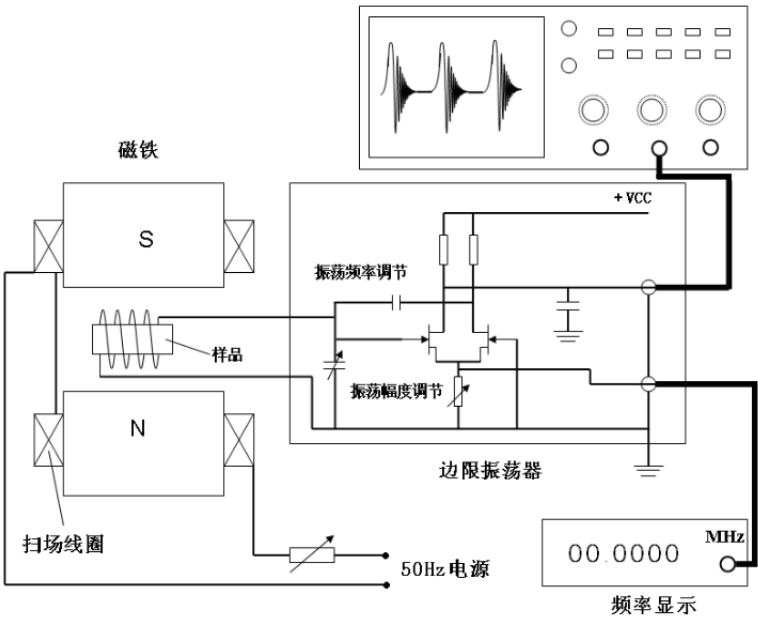 磁铁
S
+VCC
振荡频率调节
样品
振荡幅度调节
N
边限振荡器
扫场线圈
50Hz电源
00.0000
MHz
频率显示